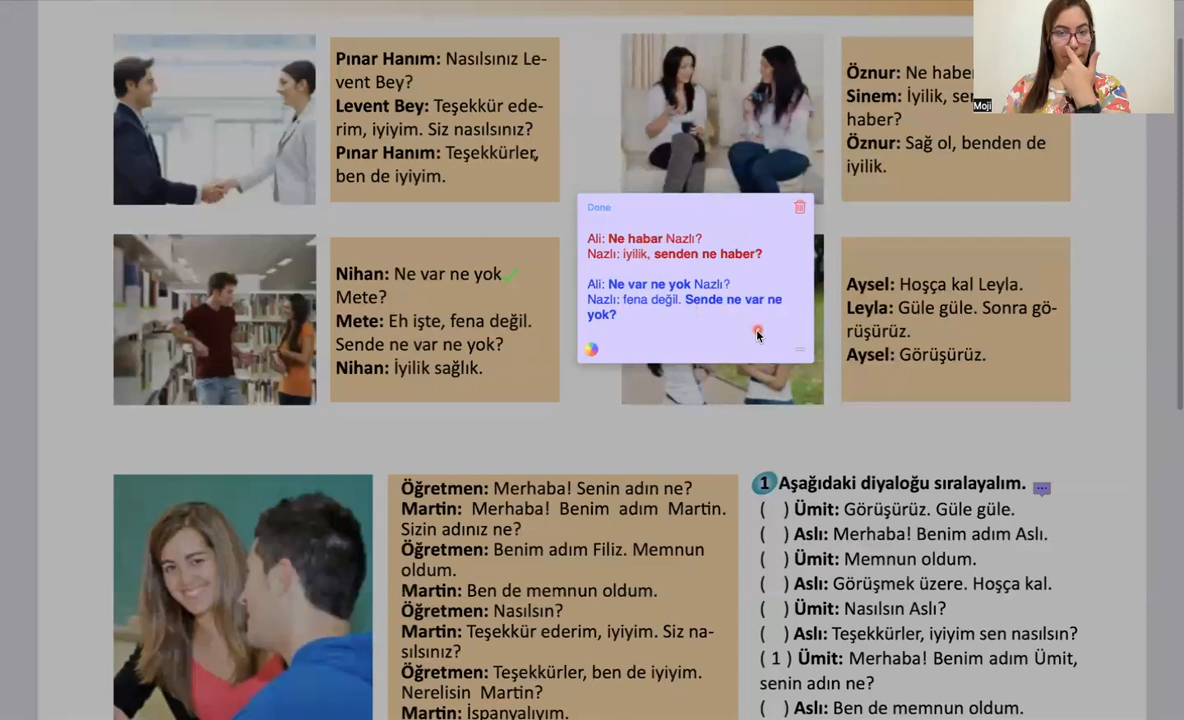 Pınar Hanım: Nasılsınız Le-
vent Bey?
Levent Bey: Teşekkür ede-
rim, iyiyim. Siz nasılsınız?
Pınar Hanım: Teşekkürler,
ben de iyiyim.
Öznur: Ne haber
Sinem: İyilik,
haber?
Öznur: Sağ ol, benden de
iyilik.
Moji
Nihan: Ne var ne yok
Mete?
Mete: Eh işte, fena değil.
Sende ne var ne yok?
Nihan: İyilik sağlık.
Done
Ali: Ne habar Nazlı?
Nazlı: iyilik, senden ne haber?
Ali: Ne var ne yok Nazlı?
Nazlı: fena değil. Sende ne var ne
yok?
Aysel: Hoşça kal Leyla.
Leyla: Güle güle. Sonra gö-
rüşürüz.
Aysel: Görüşürüz.
Öğretmen: Merhaba! Senin adın ne?
Martin: Merhaba! Benim adım Martin.
Sizin adınız ne?
Öğretmen: Benim adım Filiz. Memnun
oldum.
Martin: Ben de memnun oldum.
Öğretmen: Nasılsın?
Martin: Teşekkür ederim, iyiyim. Siz na-
sılsınız?
Öğretmen: Teşekkürler, ben de iyiyim.
Nerelisin Martin?
Martin: İspanyalıyım.
1 Aşağıdaki diyaloğu sıralayalım.
( ) Ümit: Görüşürüz. Güle güle.
( ) Aslı: Merhaba! Benim adım Aslı.
( ) Ümit: Memnun oldum.
( ) Aslı: Görüşmek üzere. Hoşça kal.
( ) Ümit: Nasılsın Aslı?
( ) Aslı: Teşekkürler, iyiyim sen nasılsın?
( 1 ) Ümit: Merhaba! Benim adım Ümit,
senin adın ne?
( ) Aslı: Ben de memnun oldum.